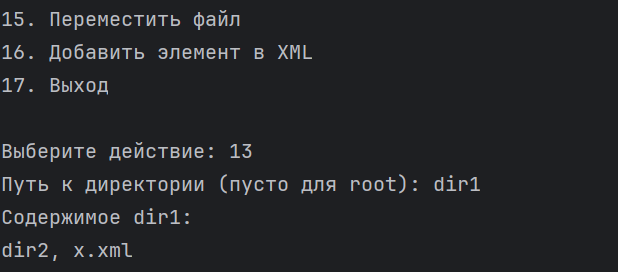 15. Переместить файл
16. Добавить элемент в XML
17. Выход
Выберите действие: 13
Путь к директории (пусто для root): dir1
Содержимое dir1:
dir2, x.xml